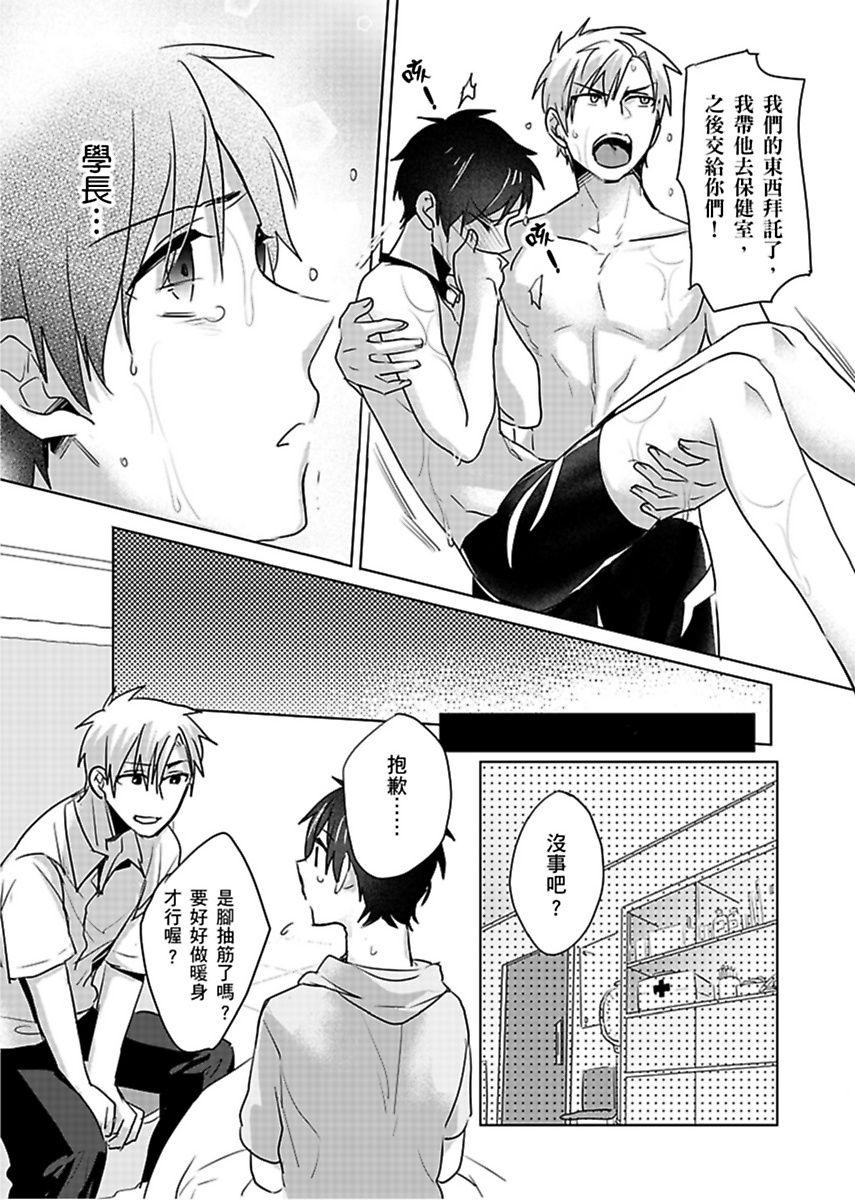 我們的東西拜託了，
我帶他去保健室，
之後交給你們！
呿！
呿！
學長…
沒事吧？
抱歉……
是腳抽筋了嗎？
要好好做暖身
才行喔？